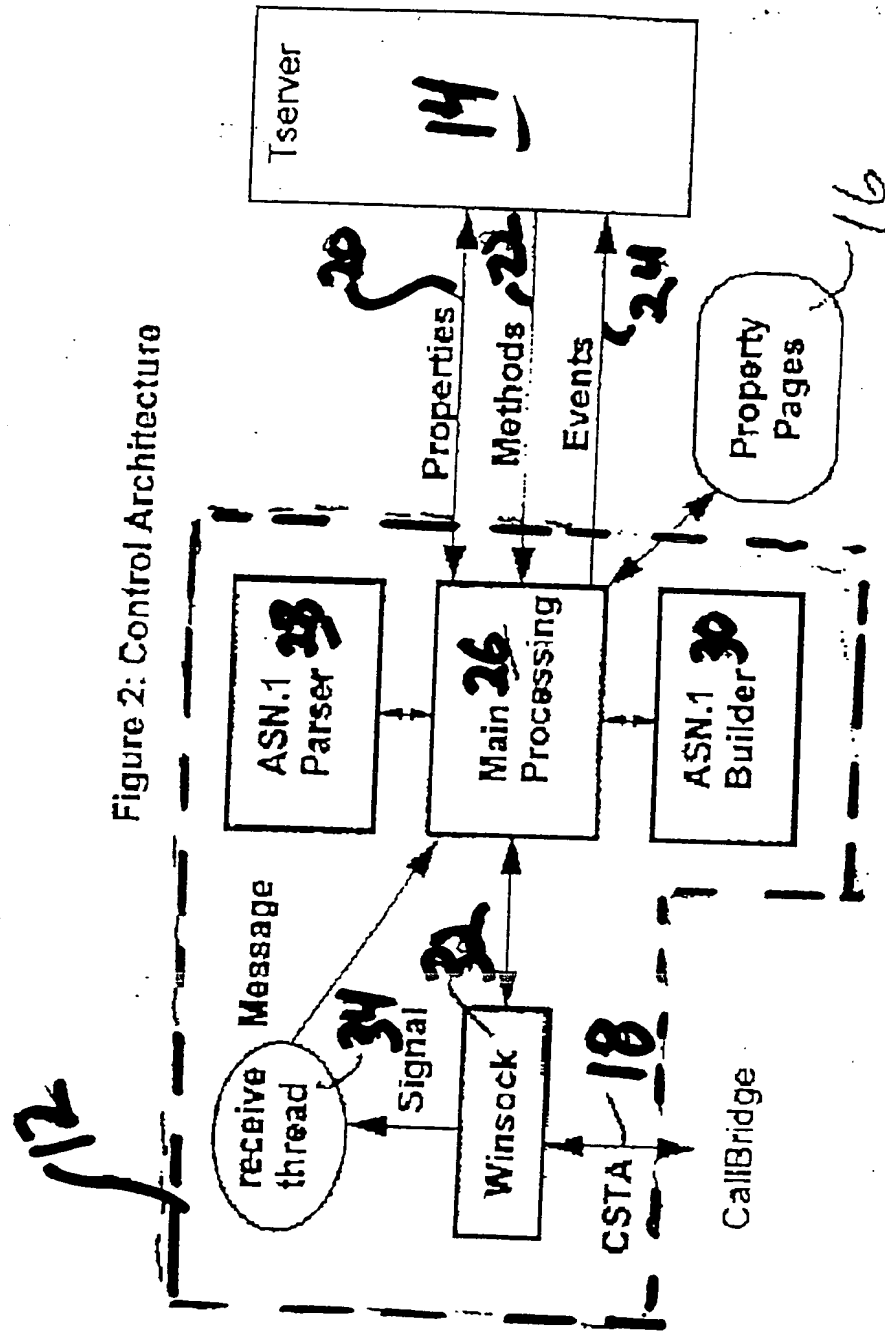 Figure 2: Control Architecture
12
receive
thread
34
Message
Signal
Winsock
32
CSTA
18
CallBridge
ASN.1
Parser
28
Main 26
Processing
ASN.1
Builder
30
Properties
20
Methods
22
Events
24
Tserver
14
Property
Pages
16